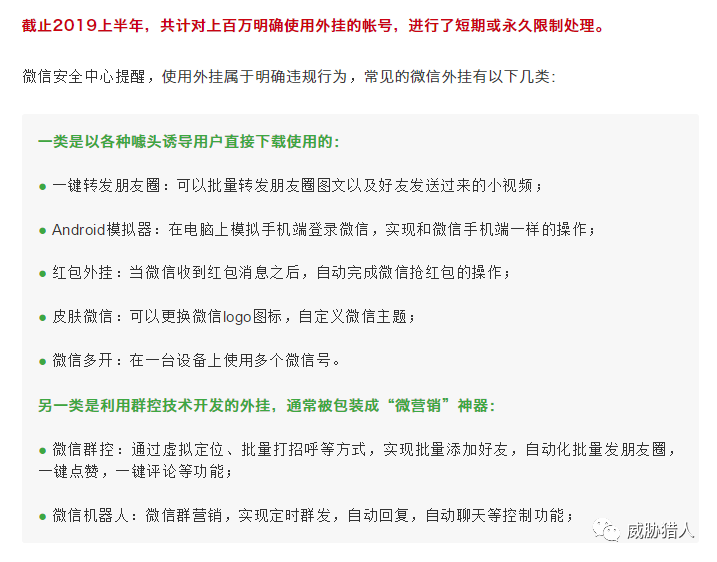 截止2019上半年，共计对上百万明确使用外挂的帐号，进行了短期或永久限制处理。
微信安全中心提醒，使用外挂属于明确违规行为，常见的微信外挂有以下几类：
一类是以各种噱头诱导用户直接下载使用的：
● 一键转发朋友圈：可以批量转发朋友圈图文以及好友发送过来的小视频；
● Android模拟器：在电脑上模拟手机端登录微信，实现和微信手机端一样的操作；
● 红包外挂：当微信收到红包消息之后，自动完成微信抢红包的操作；
● 皮肤微信：可以更换微信logo图标，自定义微信主题；
● 微信多开：在一台设备上使用多个微信号。
另一类是利用群控技术开发的外挂，通常被包装成“微营销”神器：
● 微信群控：通过虚拟定位、批量打招呼等方式，实现批量添加好友，自动化批量发朋友圈，
一键点赞，一键评论等功能；
● 微信机器人：微信群营销，实现定时群发，自动回复，自动聊天等控制功能；
威胁猎人